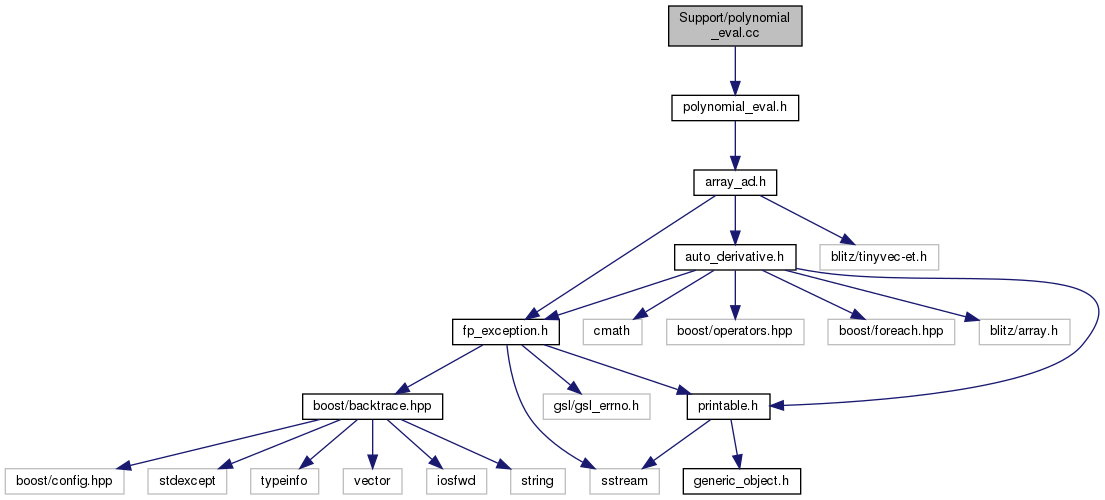 Support/polynomial
_eval.cc
polynomial_eval.h
array_ad.h
auto_derivative.h
blitz/tinyvec-et.h
fp_exception.h
cmath
boost/operators.hpp
boost/foreach.hpp
blitz/array.h
boost/backtrace.hpp
gsl/gsl_errno.h
printable.h
boost/config.hpp
stdexcept
typeinfo
vector
iosfwd
string
sstream
generic_object.h